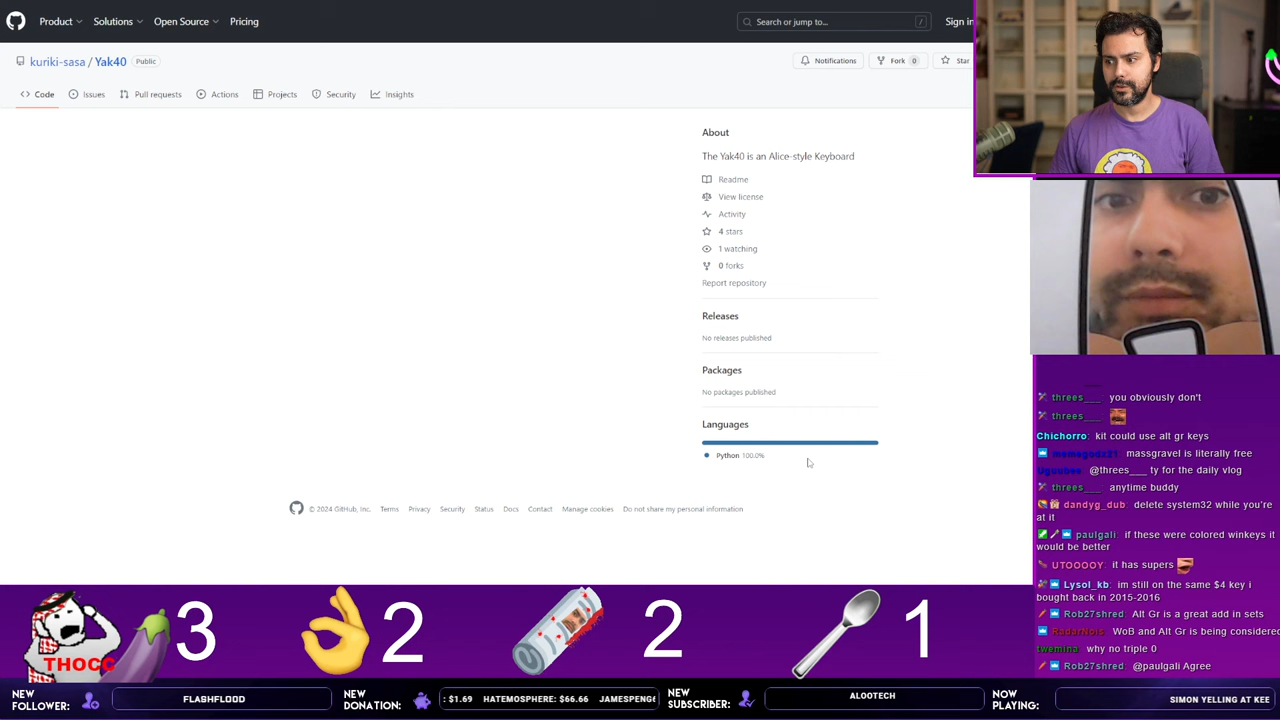 Product
Solutions
Open Source
Pricing
Search or jump to...
/
Sign in
kuriki-sasa / Yak40
Public
Notifications
Fork 0
Star
Code
Issues
Pull requests
Actions
Projects
Security
Insights
About
The Yak40 is an Alice-style Keyboard
Readme
View license
Activity
4 stars
1 watching
0 forks
Report repository
Releases
No releases published
Packages
No packages published
Languages
Python 100.0%
© 2024 GitHub, Inc.
Terms
Privacy
Security
Status
Docs
Contact
Manage cookies
Do not share my personal information
threes___ you obviously don't
threes___
Chichorro: kit could use alt gr keys
massgravel is literally free
@threes___ ty for the daily vlog
threes___ anytime buddy
dandyg_dub: delete system32 while you're
at it
paulgali: if these were colored winkeys it
would be better
UTOOOOY: it has supers
Lysol_kb: im still on the same $4 key i
bought back in 2015-2016
Rob27shred: Alt Gr is a great add in sets
RadarNois: WoB and Alt Gr is being considered
twemina: why no triple 0
Rob27shred: @paulgali Agree
THOCC
3
2
2
1
NEW
FOLLOWER:
FLASHFLOOD
NEW
DONATION:
: $1.69 HATEMOSPHERE: $66.66 JAMESPENGE
NEW
SUBSCRIBER:
ALOOTECH
NOW
PLAYING:
SIMON YELLING AT KEE